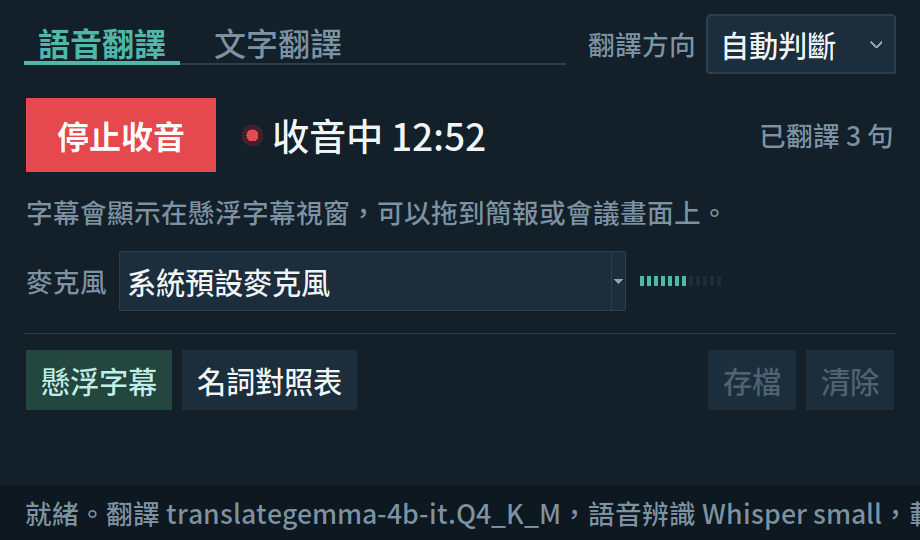 語音翻譯 文字翻譯 翻譯方向 自動判斷
停止收音 收音中 12:52 已翻譯 3 句
字幕會顯示在懸浮字幕視窗，可以拖到簡報或會議畫面上。
麥克風 系統預設麥克風
懸浮字幕 名詞對照表 存檔 清除
就緒。翻譯 translategemma-4b-it.Q4_K_M，語音辨識 Whisper small，